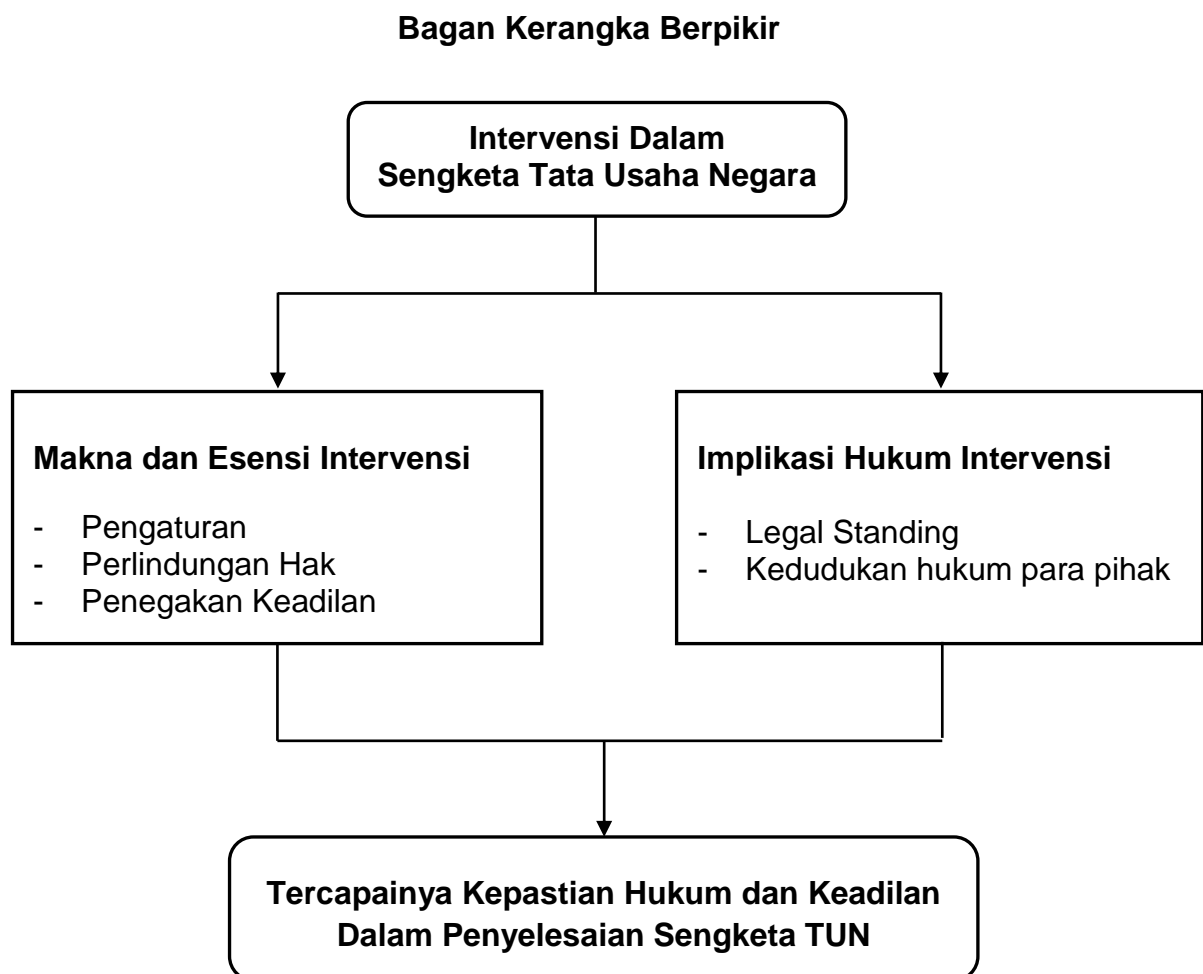 Bagan Kerangka Berpikir
Intervensi Dalam
Sengketa Tata Usaha Negara
Makna dan Esensi Intervensi
- Pengaturan
- Perlindungan Hak
- Penegakan Keadilan
Implikasi Hukum Intervensi
- Legal Standing
- Kedudukan hukum para pihak
Tercapainya Kepastian Hukum dan Keadilan
Dalam Penyelesaian Sengketa TUN